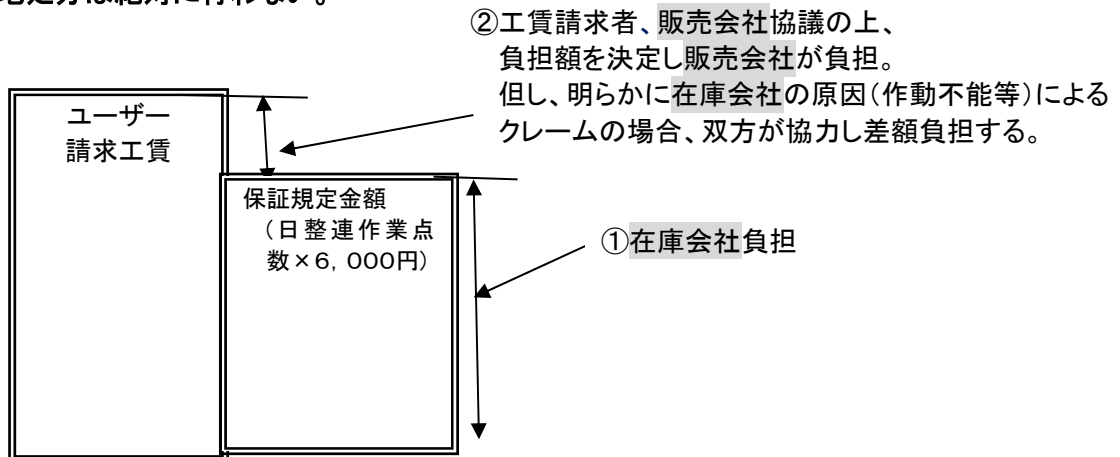 ②工賃請求者、販売会社協議の上、
負担額を決定し販売会社が負担。
但し、明らかに在庫会社の原因(作動不能等)による
クレームの場合、双方が協力し差額負担する。
ユーザー
請求工賃
保証規定金額
(日整連作業点
数×6,000円)
①在庫会社負担